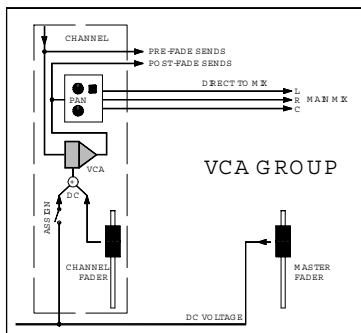 CHANNEL
PRE-FADE SENDS
POST-FADE SENDS
DIRECT TO MIX
L
PAN
R MAIN MIX
C
VCA
VCA GROUP
DC
ASSIGN
CHANNEL
FADER
MASTER
FADER
DC VOLTAGE